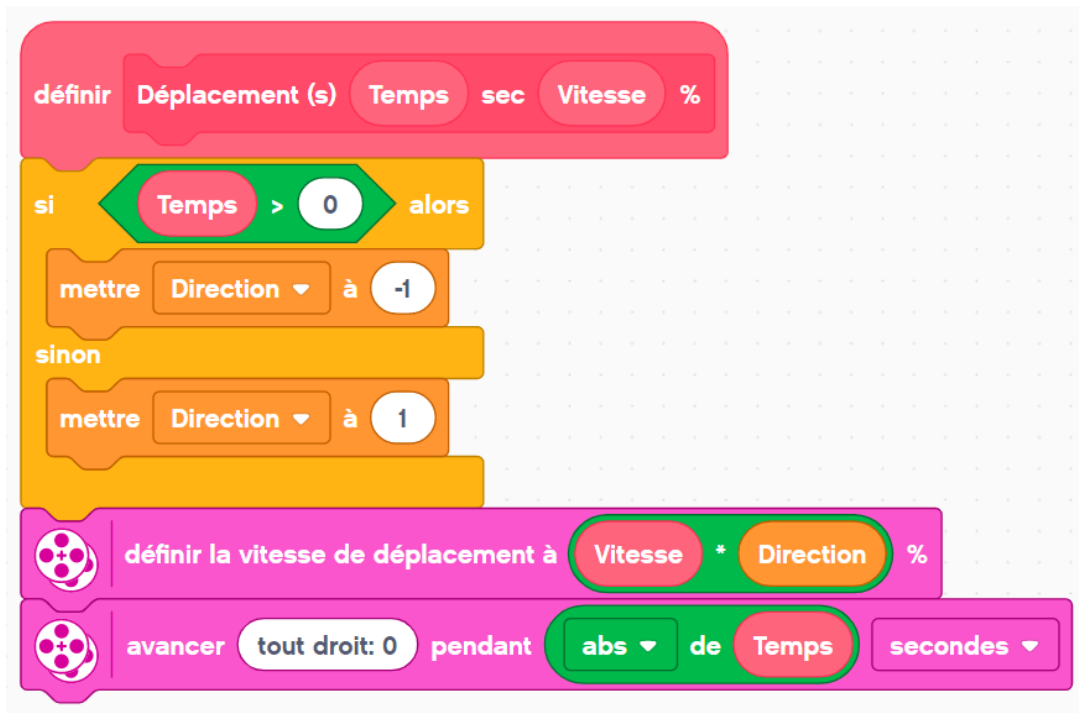 définir Déplacement (s) Temps sec Vitesse %
si Temps > 0 alors
mettre Direction à -1
sinon
mettre Direction à 1
définir la vitesse de déplacement à Vitesse * Direction %
avancer tout droit: 0 pendant abs de Temps secondes